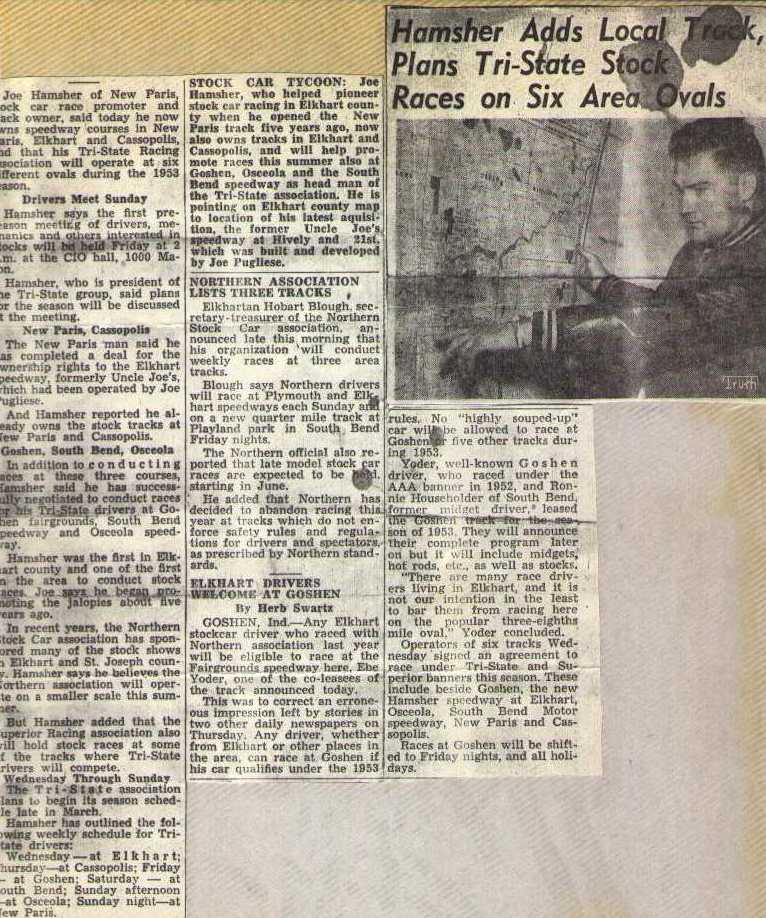 Hamsher Adds Local Track,
Plans Tri-State Stock
Races on Six Area Ovals
Joe Hamsher of New Paris,
ock car race promoter and
ack owner, said today he now
wns speedway courses in New
aris, Elkhart and Cassopolis,
nd that his Tri-State Racing
ssociation will operate at six
ifferent ovals during the 1953
eason.
Drivers Meet Sunday
Hamsher says the first pre-
eason meeting of drivers, me-
hanics and others interested in
tocks will be held Friday at 2
.m. at the CIO hall, 1000 Ma-
on.
Hamsher, who is president of
he Tri-State group, said plans
or the season will be discussed
t the meeting.
New Paris, Cassopolis
The New Paris man said he
as completed a deal for the
wnership rights to the Elkhart
peedway, formerly Uncle Joe's,
hich had been operated by Joe
ugliese.
And Hamsher reported he al-
eady owns the stock tracks at
ew Paris and Cassopolis.
Goshen, South Bend, Osceola
In addition to conducting
aces at these three courses,
amsher said he has success-
ully negotiated to conduct races
or his Tri-State drivers at Go-
hen fairgrounds, South Bend
peedway and Osceola speed-
ay.
Hamsher was the first in Elk-
art county and one of the first
n the area to conduct stock
aces. Joe says he began pro-
moting the jalopies about five
ears ago.
In recent years, the Northern
tock Car association has spon-
ored many of the stock shows
n Elkhart and St. Joseph coun-
y. Hamsher says he believes the
orthern association will oper-
te on a smaller scale this sum-
er.
But Hamsher added that the
uperior Racing association also
ill hold stock races at some
f the tracks where Tri-State
rivers will compete.
Wednesday Through Sunday
The Tri-State association
lans to begin its season sched-
le late in March.
Hamsher has outlined the fol-
owing weekly schedule for Tri-
tate drivers:
Wednesday—at Elkhart;
hursday—at Cassopolis; Friday
— at Goshen; Saturday — at
outh Bend; Sunday afternoon
—at Osceola; Sunday night—at
ew Paris.
STOCK CAR TYCOON: Joe
Hamsher, who helped pioneer
stock car racing in Elkhart coun-
ty when he opened the New
Paris track five years ago, now
also owns tracks in Elkhart and
Cassopolis, and will help pro-
mote races this summer also at
Goshen, Osceola and the South
Bend speedway as head man of
the Tri-State association. He is
pointing on Elkhart county map
to location of his latest aquisi-
tion, the former Uncle Joe's
speedway at Hively and 21st,
which was built and developed
by Joe Pugliese.
NORTHERN ASSOCIATION
LISTS THREE TRACKS
Elkhartan Hobart Blough, sec-
retary-treasurer of the Northern
Stock Car association, an-
nounced late this morning that
his organization will conduct
weekly races at three area
tracks.
Blough says Northern drivers
will race at Plymouth and Elk-
hart speedways each Sunday and
on a new quarter mile track at
Playland park in South Bend
Friday nights.
The Northern official also re-
ported that late model stock car
races are expected to be held,
starting in June.
He added that Northern has
decided to abandon racing this
year at tracks which do not en-
force safety rules and regula-
tions for drivers and spectators,
as prescribed by Northern stand-
ards.
ELKHART DRIVERS
WELCOME AT GOSHEN
By Herb Swartz
GOSHEN, Ind.—Any Elkhart
stockcar driver who raced with
Northern association last year
will be eligible to race at the
Fairgrounds speedway here, Ebe
Yoder, one of the co-leasees of
the track announced today.
This was to correct an errone-
ous impression left by stories in
two other daily newspapers on
Thursday. Any driver, whether
from Elkhart or other places in
the area, can race at Goshen if
his car qualifies under the 1953
Truth
rules. No "highly souped-up"
car will be allowed to race at
Goshen or five other tracks dur-
ing 1953.
Yoder, well-known Goshen
driver, who raced under the
AAA banner in 1952, and Ron-
nie Householder of South Bend,
former midget driver, leased
the Goshen track for the sea-
son of 1953. They will announce
their complete program later
on but it will include midgets,
hot rods, etc., as well as stocks.
"There are many race driv-
ers living in Elkhart, and it is
not our intention in the least
to bar them from racing here
on the popular three-eighths
mile oval," Yoder concluded.
Operators of six tracks Wed-
nesday signed an agreement to
race under Tri-State and Su-
perior banners this season. These
include beside Goshen, the new
Hamsher speedway at Elkhart,
Osceola, South Bend Motor
speedway, New Paris and Cas-
sopolis.
Races at Goshen will be shift-
ed to Friday nights, and all holi-
days.